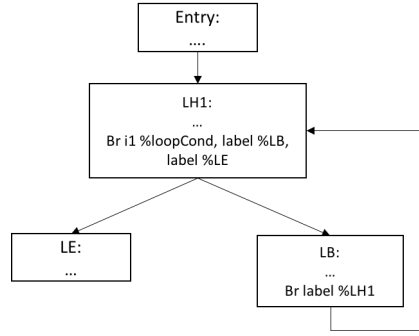 Entry:
....
LH1:
...
Br i1 %loopCond, label %LB,
label %LE
LE:
...
LB:
...
Br label %LH1